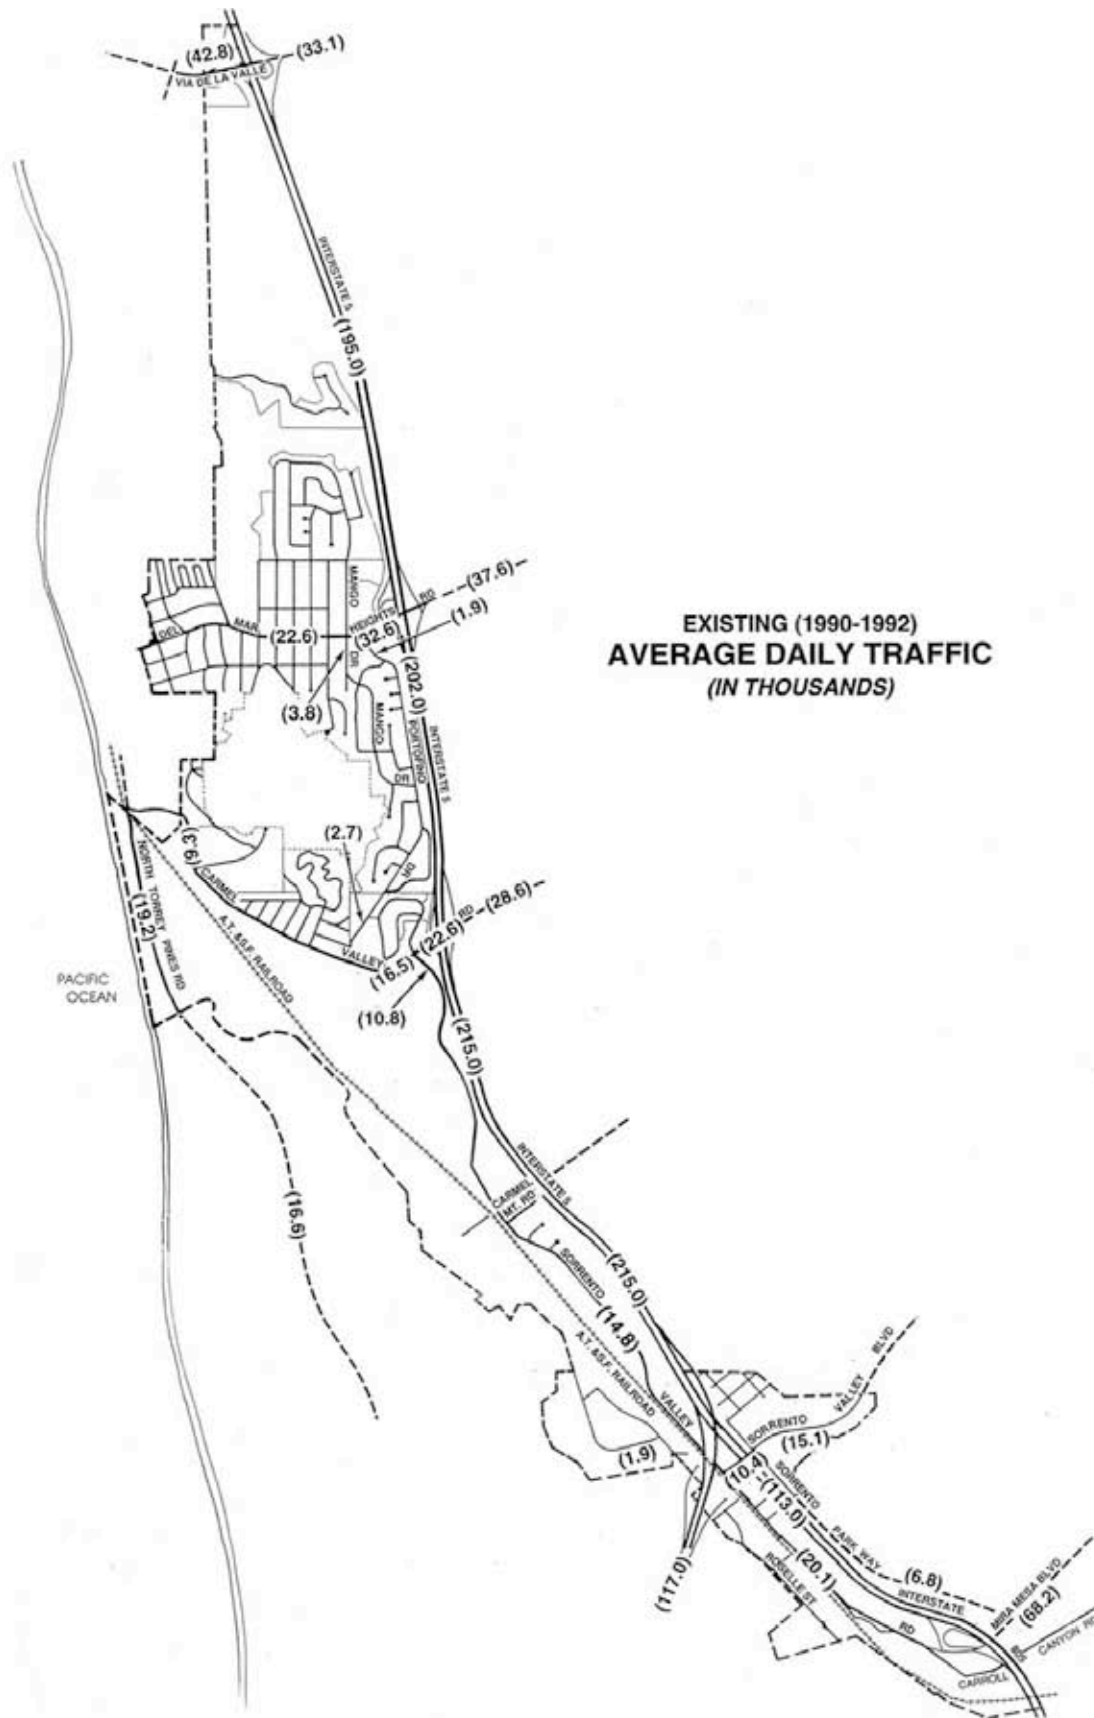 (42.8)
(33.1)
VIA DE LA VALLE
INTERSTATE 5
(195.0)
MANGO
(37.6)
RD
HEIGHTS
(1.9)
DEL
MAR
(22.6)
(32.6)
DR
EXISTING (1990-1992)
AVERAGE DAILY TRAFFIC
(IN THOUSANDS)
(202.0)
(3.8)
MANGO
PORTOFINO
INTERSTATE 5
DR
(2.7)
(9.3)
CARMEL
DR
NORTH TORREY PINES RD
(19.2)
A.T. &S.F. RAILROAD
VALLEY
(16.5)
(22.6)
RD
(28.6)
PACIFIC
OCEAN
(10.8)
(215.0)
INTERSTATE 5
CARMEL
MT. RD
(16.6)
SORRENTO
(215.0)
(14.8)
A.T. &S.F. RAILROAD
VALLEY
SORRENTO
VALLEY
BLVD
(15.1)
(1.9)
(10.4)
(113.0)
SORRENTO
PARK WAY
(117.0)
ROSELLE ST
(20.1)
(6.8)
INTERSTATE
805
RD
MIRA MESA BLVD
(68.2)
CARROLL
CANYON